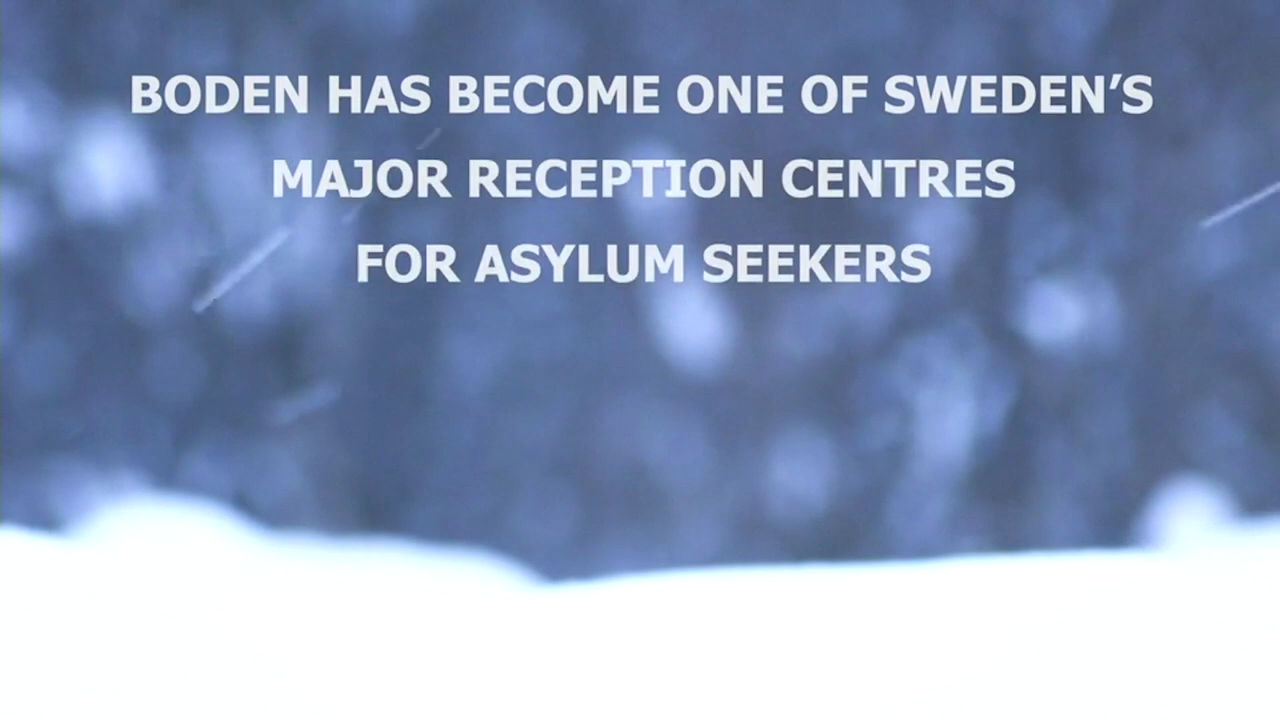 BODEN HAS BECOME ONE OF SWEDEN’S
MAJOR RECEPTION CENTRES
FOR ASYLUM SEEKERS